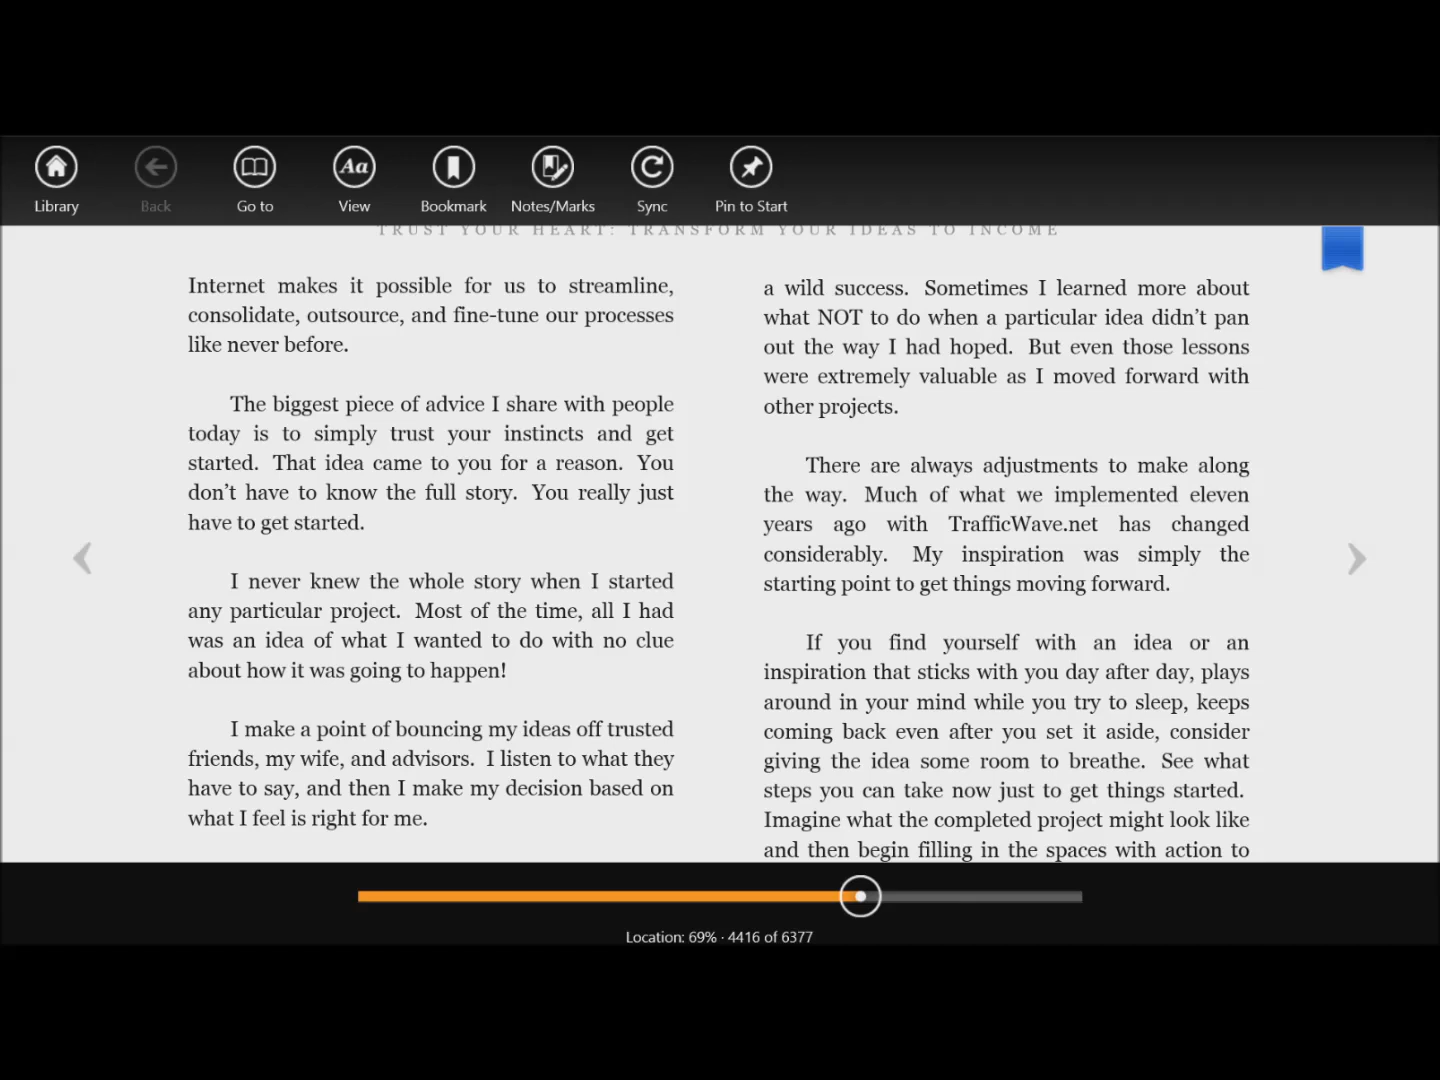 Library
Back
Go to
Aa
View
Bookmark
Notes/Marks
Sync
Pin to Start
TRUST YOUR HEART: TRANSFORM YOUR IDEAS TO INCOME
Internet makes it possible for us to streamline,
consolidate, outsource, and fine-tune our processes
like never before.
The biggest piece of advice I share with people
today is to simply trust your instincts and get
started. That idea came to you for a reason. You
don't have to know the full story. You really just
have to get started.
I never knew the whole story when I started
any particular project. Most of the time, all I had
was an idea of what I wanted to do with no clue
about how it was going to happen!
I make a point of bouncing my ideas off trusted
friends, my wife, and advisors. I listen to what they
have to say, and then I make my decision based on
what I feel is right for me.
a wild success. Sometimes I learned more about
what NOT to do when a particular idea didn't pan
out the way I had hoped. But even those lessons
were extremely valuable as I moved forward with
other projects.
There are always adjustments to make along
the way. Much of what we implemented eleven
years ago with TrafficWave.net has changed
considerably. My inspiration was simply the
starting point to get things moving forward.
If you find yourself with an idea or an
inspiration that sticks with you day after day, plays
around in your mind while you try to sleep, keeps
coming back even after you set it aside, consider
giving the idea some room to breathe. See what
steps you can take now just to get things started.
Imagine what the completed project might look like
and then begin filling in the spaces with action to
Location: 69% · 4416 of 6377